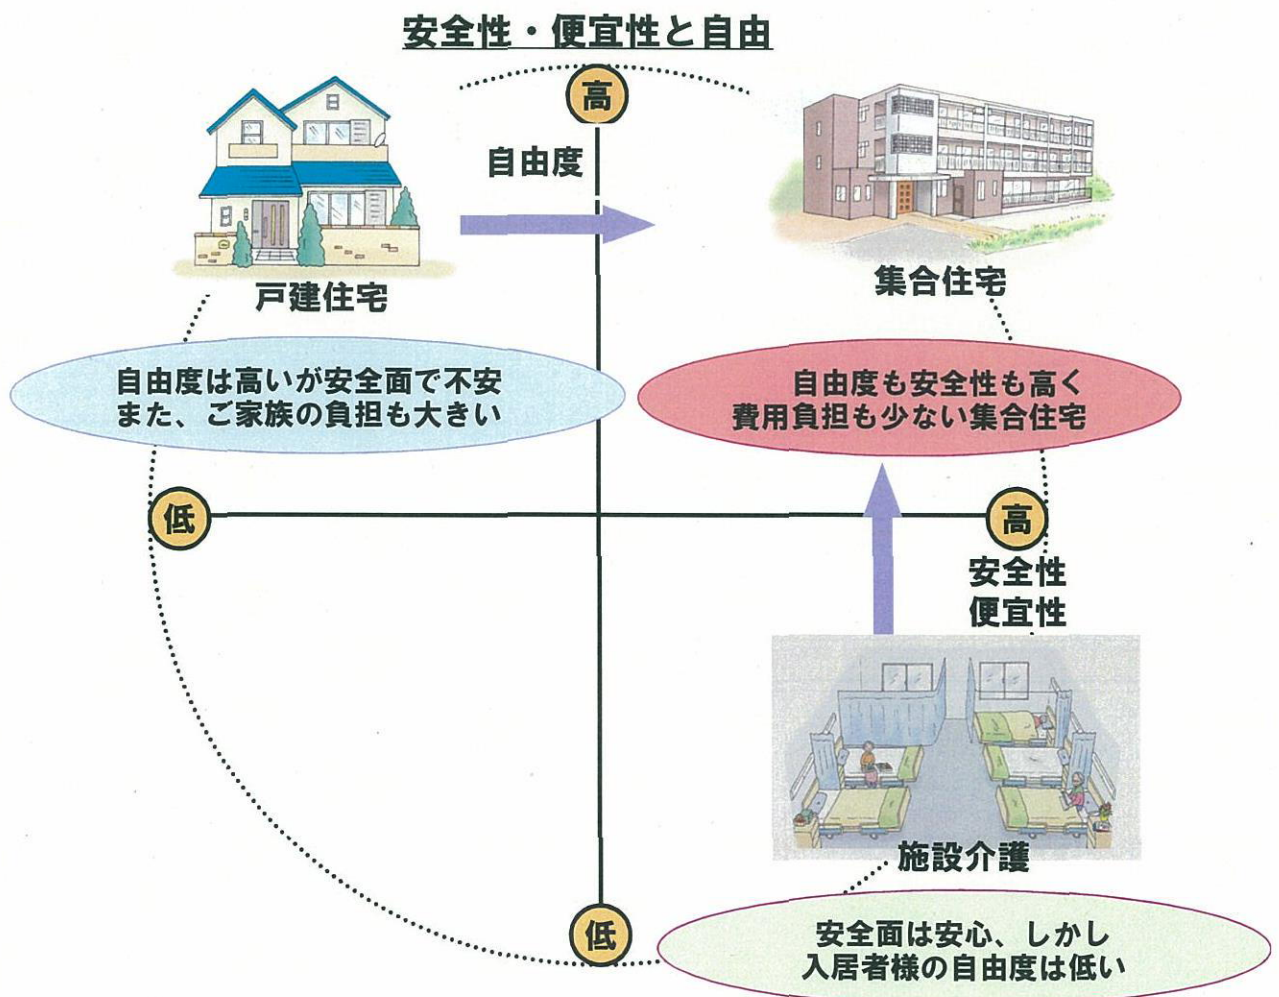 安全性・便宜性と自由
高
自由度
戸建住宅
集合住宅
自由度は高いが安全面で不安
また、ご家族の負担も大きい
自由度も安全性も高く
費用負担も少ない集合住宅
低
高
安全性
便宜性
施設介護
低
安全面は安心、しかし
入居者様の自由度は低い